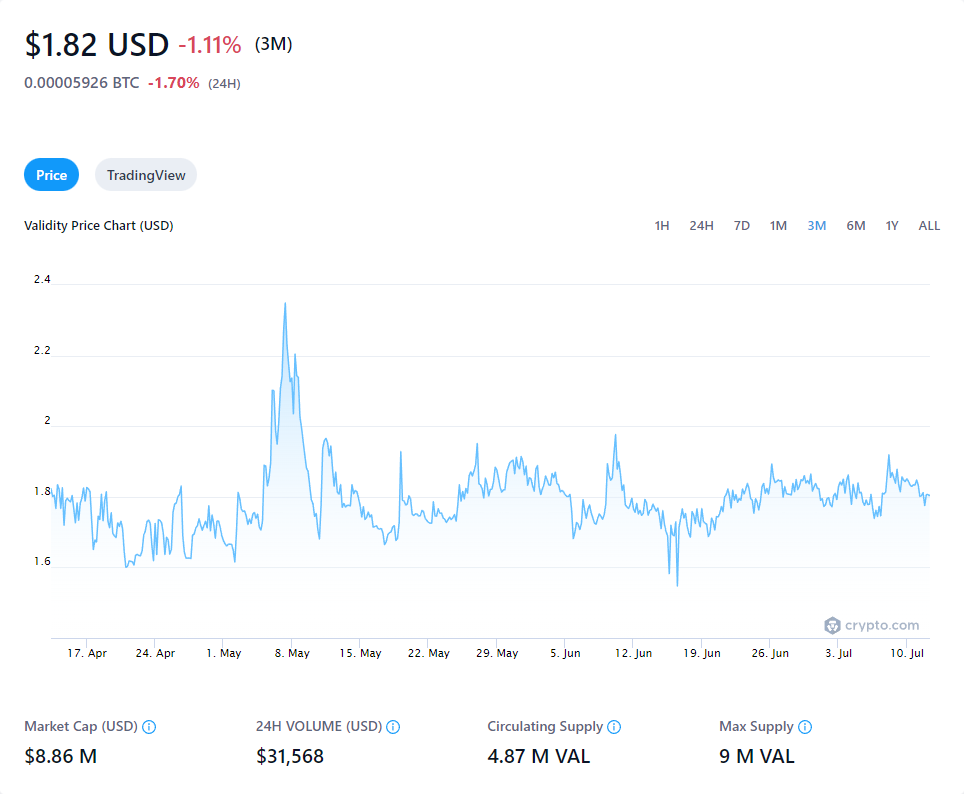 $1.82 USD -1.11% (3M)
0.00005926 BTC -1.70% (24H)
Price TradingView
Validity Price Chart (USD) 1H 24H 7D 1M 3M 6M 1Y ALL
2.4
2.2
2
1.8
1.6
crypto.com
17. Apr 24. Apr 1. May 8. May 15. May 22. May 29. May 5. Jun 12. Jun 19. Jun 26. Jun 3. Jul 10. Jul
Market Cap (USD) 24H VOLUME (USD) Circulating Supply Max Supply
$8.86 M $31,568 4.87 M VAL 9 M VAL